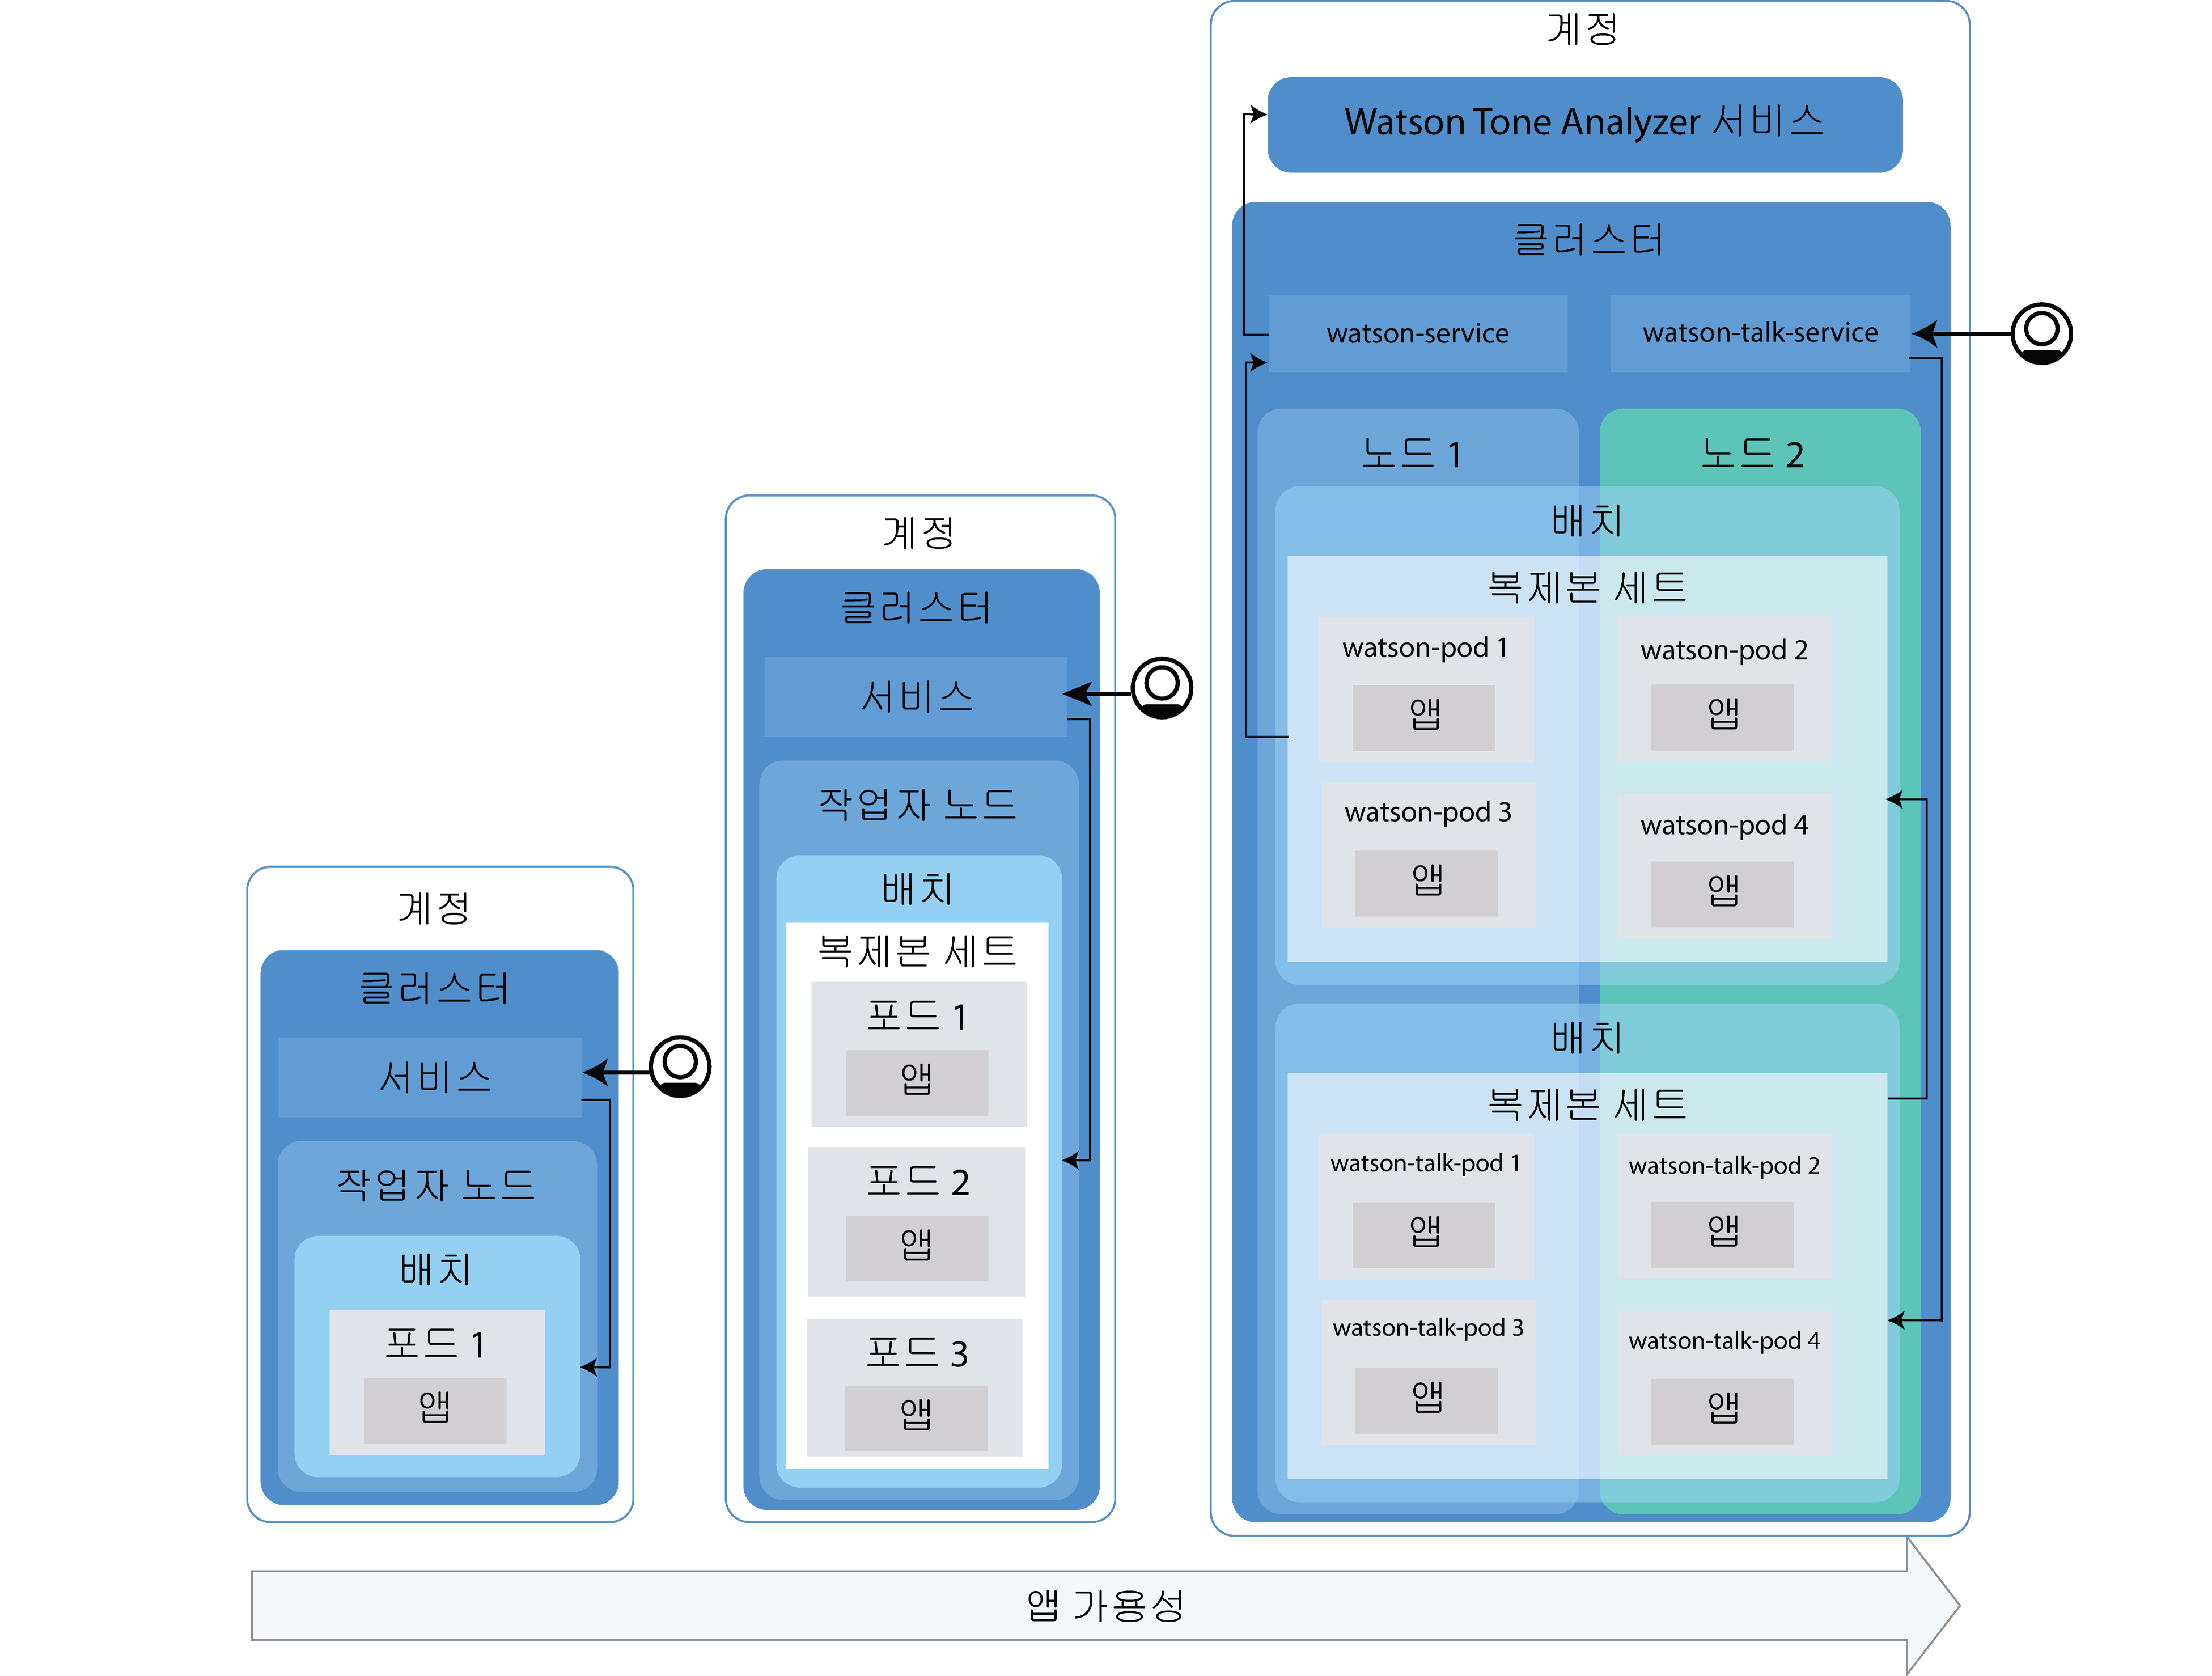 계정
클러스터
서비스
작업자 노드
배치
포드 1
앱
계정
클러스터
서비스
작업자 노드
배치
복제본 세트
포드 1
앱
포드 2
앱
포드 3
앱
계정
Watson Tone Analyzer 서비스
클러스터
watson-service
watson-talk-service
노드 1
노드 2
배치
복제본 세트
watson-pod 1
앱
watson-pod 2
앱
watson-pod 3
앱
watson-pod 4
앱
배치
복제본 세트
watson-talk-pod 1
앱
watson-talk-pod 2
앱
watson-talk-pod 3
앱
watson-talk-pod 4
앱
앱 가용성